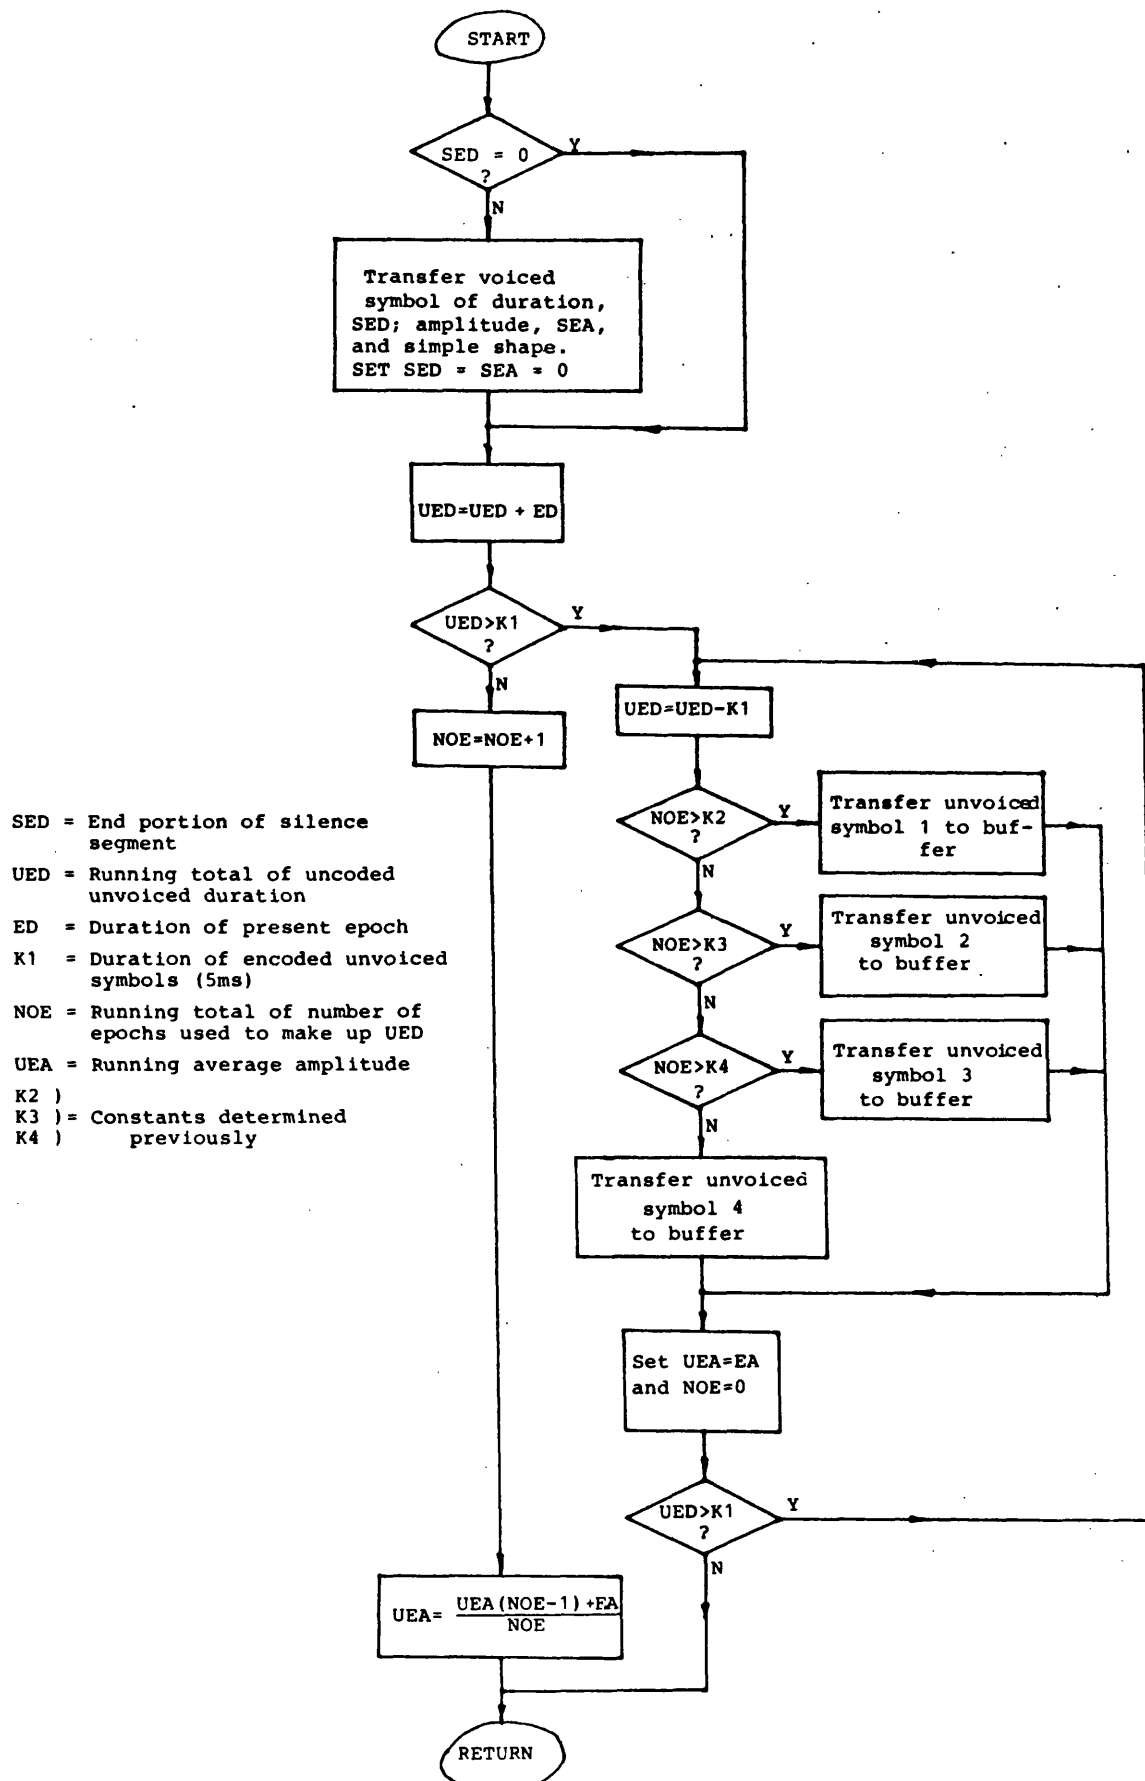 START
SED = 0
?
Y
N
Transfer voiced
symbol of duration,
SED; amplitude, SEA,
and simple shape.
SET SED = SEA = 0
UED=UED + ED
UED>K1
?
Y
N
NOE=NOE+1
UED=UED-K1
NOE>K2
?
Y
N
Transfer unvoiced
symbol 1 to buf-
fer
NOE>K3
?
Y
N
Transfer unvoiced
symbol 2
to buffer
NOE>K4
?
Y
N
Transfer unvoiced
symbol 3
to buffer
Transfer unvoiced
symbol 4
to buffer
Set UEA=EA
and NOE=0
UED>K1
?
Y
N
UEA= UEA(NOE-1)+EA
NOE
RETURN
SED = End portion of silence
segment
UED = Running total of uncoded
unvoiced duration
ED = Duration of present epoch
K1 = Duration of encoded unvoiced
symbols (5ms)
NOE = Running total of number of
epochs used to make up UED
UEA = Running average amplitude
K2 )
K3 )= Constants determined
K4 ) previously